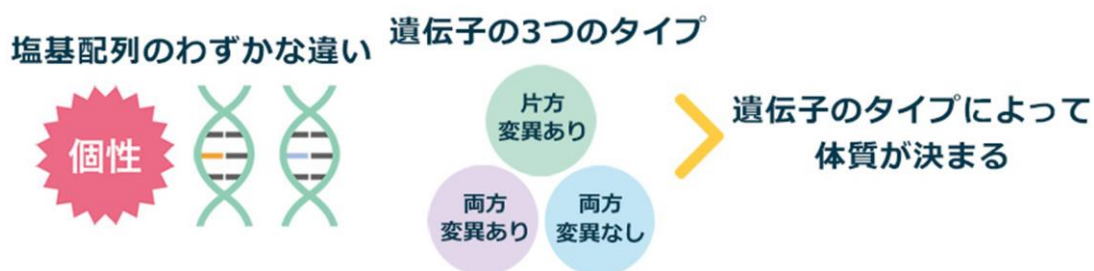 塩基配列のわずかな違い
個性
遺伝子の3つのタイプ
片方
変異あり
両方
変異あり
両方
変異なし
遺伝子のタイプによって
体質が決まる